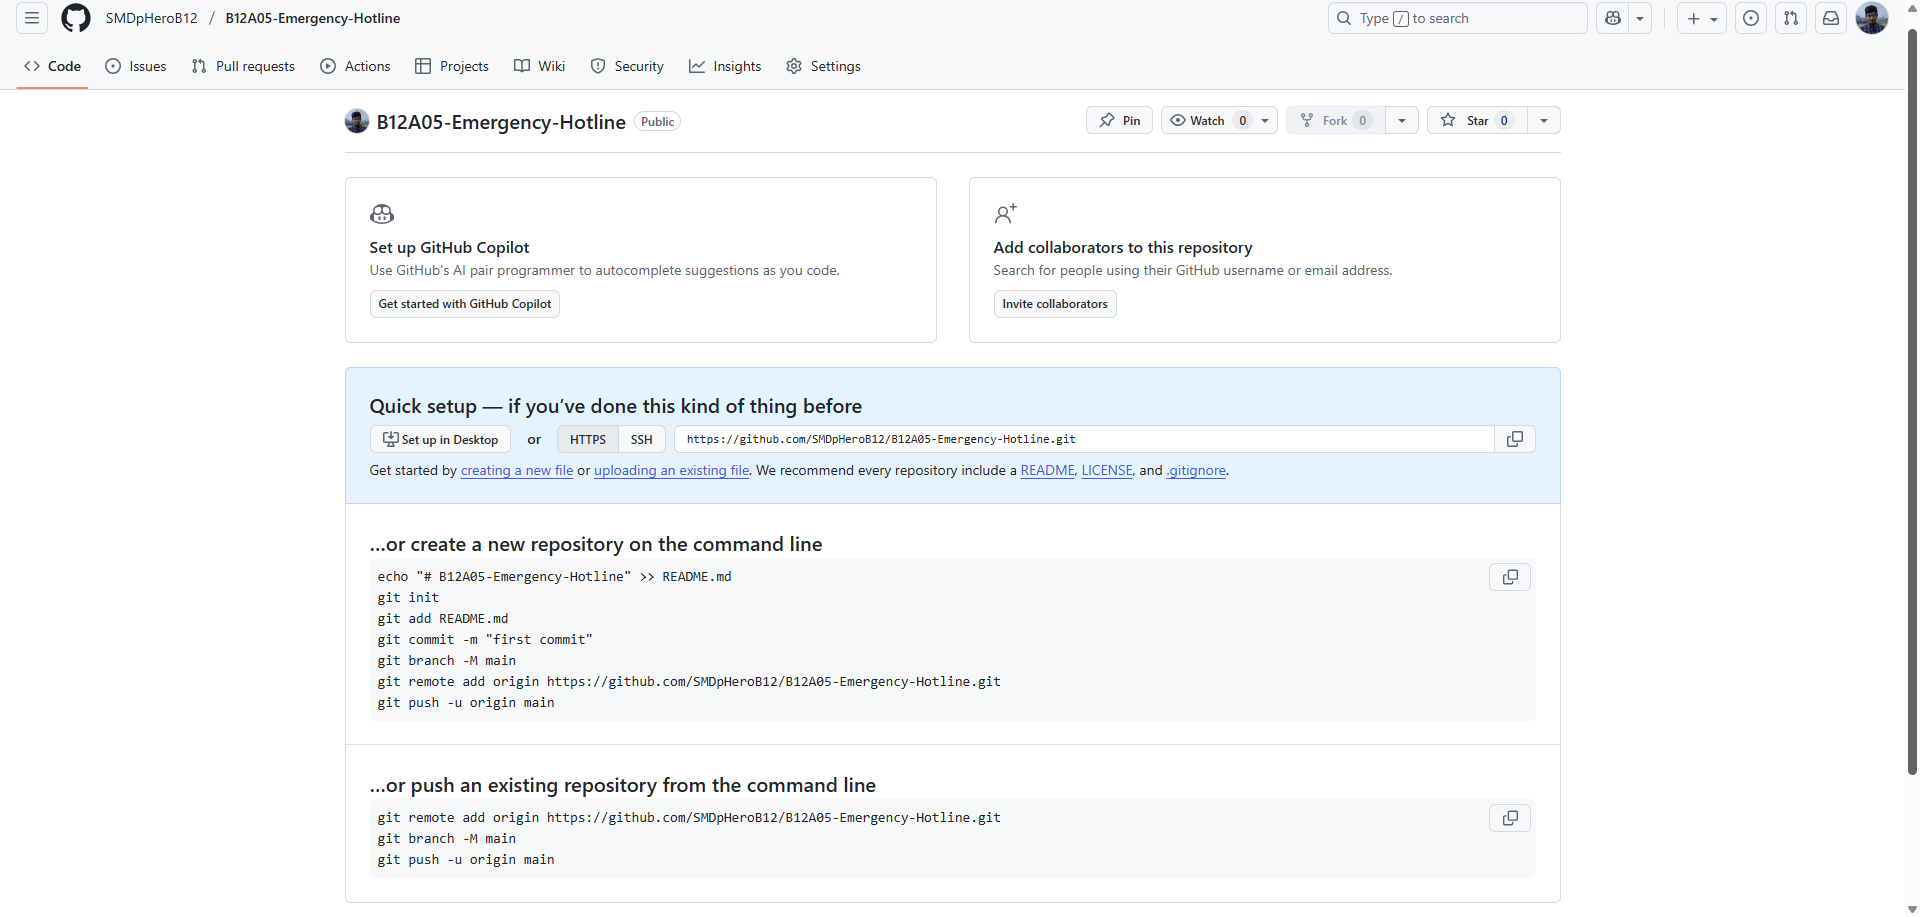 SMDpHeroB12 / B12A05-Emergency-Hotline
Type / to search
Code Issues Pull requests Actions Projects Wiki Security Insights Settings
B12A05-Emergency-Hotline Public
Pin Watch 0 Fork 0 Star 0
Set up GitHub Copilot
Use GitHub's AI pair programmer to autocomplete suggestions as you code.
Get started with GitHub Copilot
Add collaborators to this repository
Search for people using their GitHub username or email address.
Invite collaborators
Quick setup — if you’ve done this kind of thing before
Set up in Desktop or HTTPS SSH https://github.com/SMDpHeroB12/B12A05-Emergency-Hotline.git
Get started by creating a new file or uploading an existing file. We recommend every repository include a README, LICENSE, and .gitignore.
…or create a new repository on the command line
echo "# B12A05-Emergency-Hotline" >> README.md
git init
git add README.md
git commit -m "first commit"
git branch -M main
git remote add origin https://github.com/SMDpHeroB12/B12A05-Emergency-Hotline.git
git push -u origin main
…or push an existing repository from the command line
git remote add origin https://github.com/SMDpHeroB12/B12A05-Emergency-Hotline.git
git branch -M main
git push -u origin main